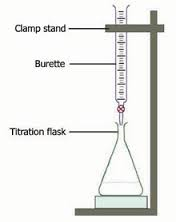 Clamp stand
Burette
Titration flask